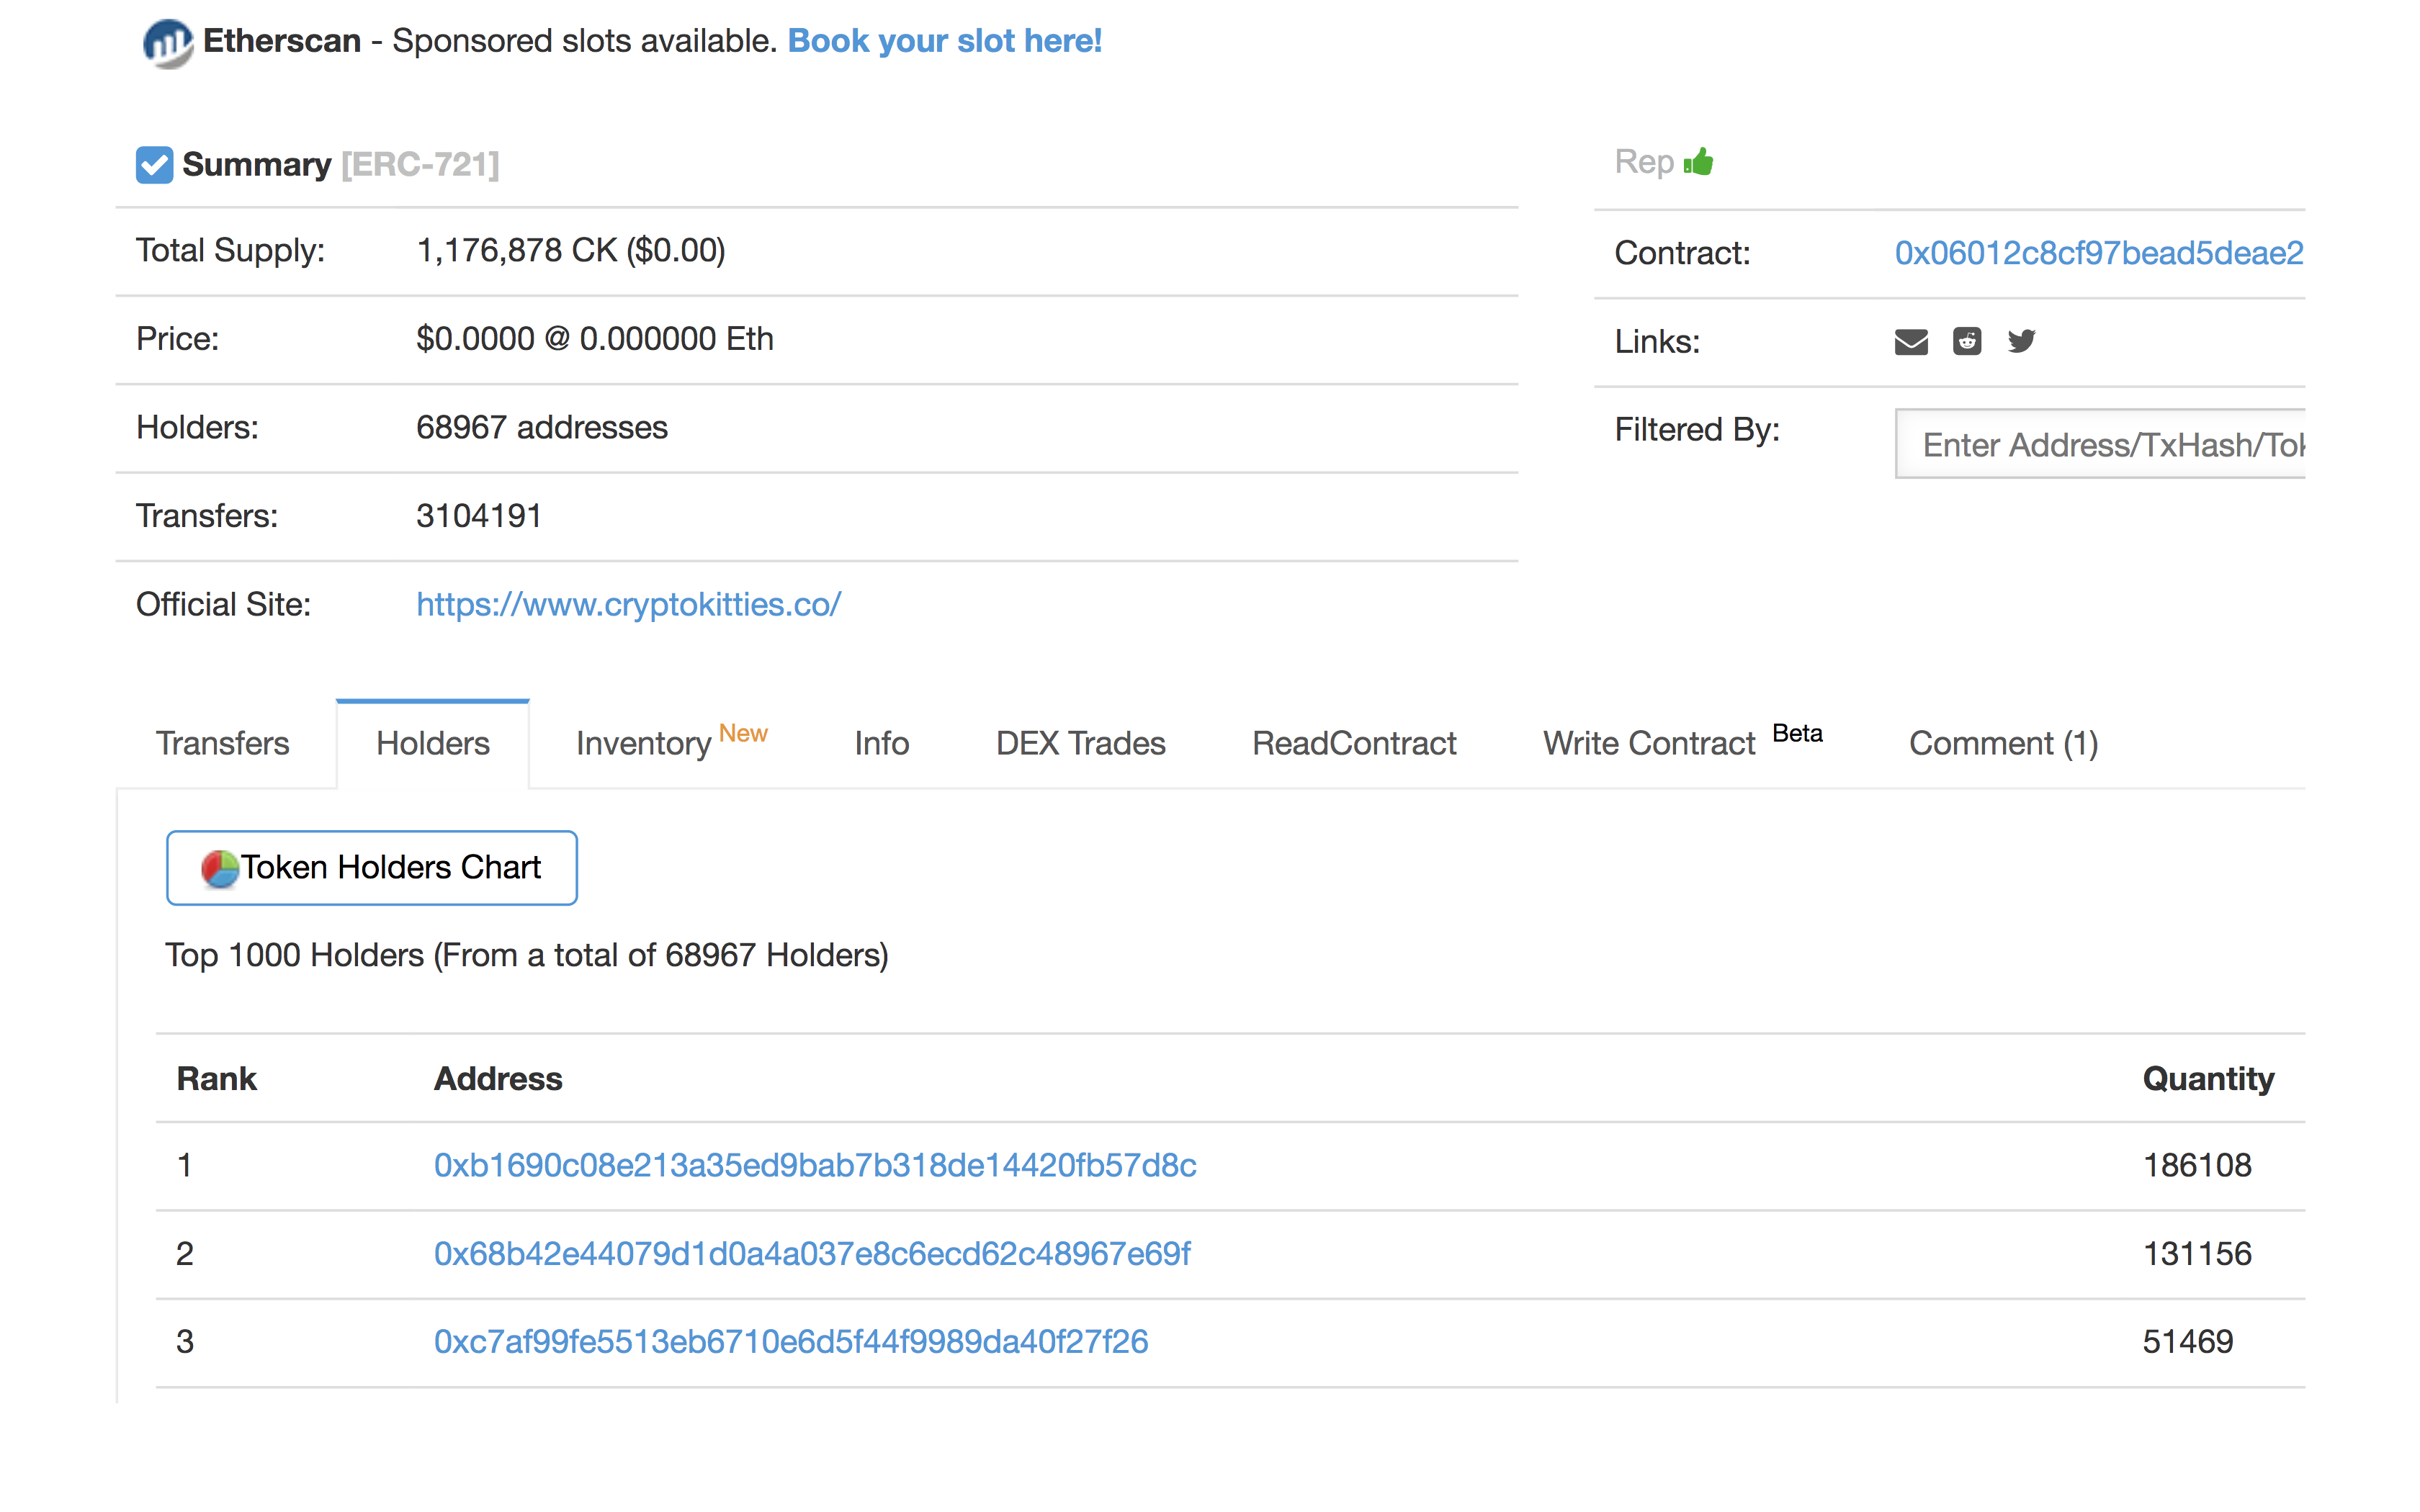 Etherscan - Sponsored slots available. Book your slot here!
Summary [ERC-721]
Total Supply: 1,176,878 CK ($0.00)
Price: $0.0000 @ 0.000000 Eth
Holders: 68967 addresses
Transfers: 3104191
Official Site: https://www.cryptokitties.co/
Rep
Contract: 0x06012c8cf97bead5deae2
Links:
Filtered By: Enter Address/TxHash/Tok
Transfers Holders Inventory New Info DEX Trades ReadContract Write Contract Beta Comment (1)
Token Holders Chart
Top 1000 Holders (From a total of 68967 Holders)
Rank Address Quantity
1 0xb1690c08e213a35ed9bab7b318de14420fb57d8c 186108
2 0x68b42e44079d1d0a4a037e8c6ecd62c48967e69f 131156
3 0xc7af99fe5513eb6710e6d5f44f9989da40f27f26 51469